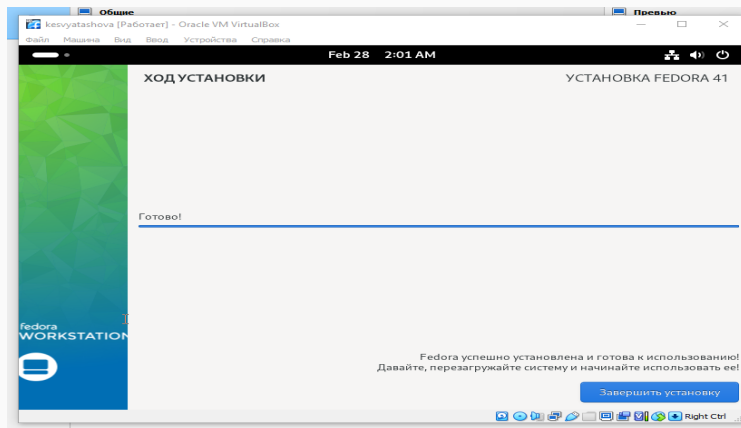 Общие
Превью
kesvyatashova [Работает] - Oracle VM VirtualBox
Файл Машина Вид Ввод Устройства Справка
Feb 28 2:01 AM
ХОД УСТАНОВКИ
УСТАНОВКА FEDORA 41
Готово!
fedora
WORKSTATION
Fedora успешно установлена и готова к использованию!
Давайте, перезагружайте систему и начинайте использовать ее!
Завершить установку
Right Ctrl